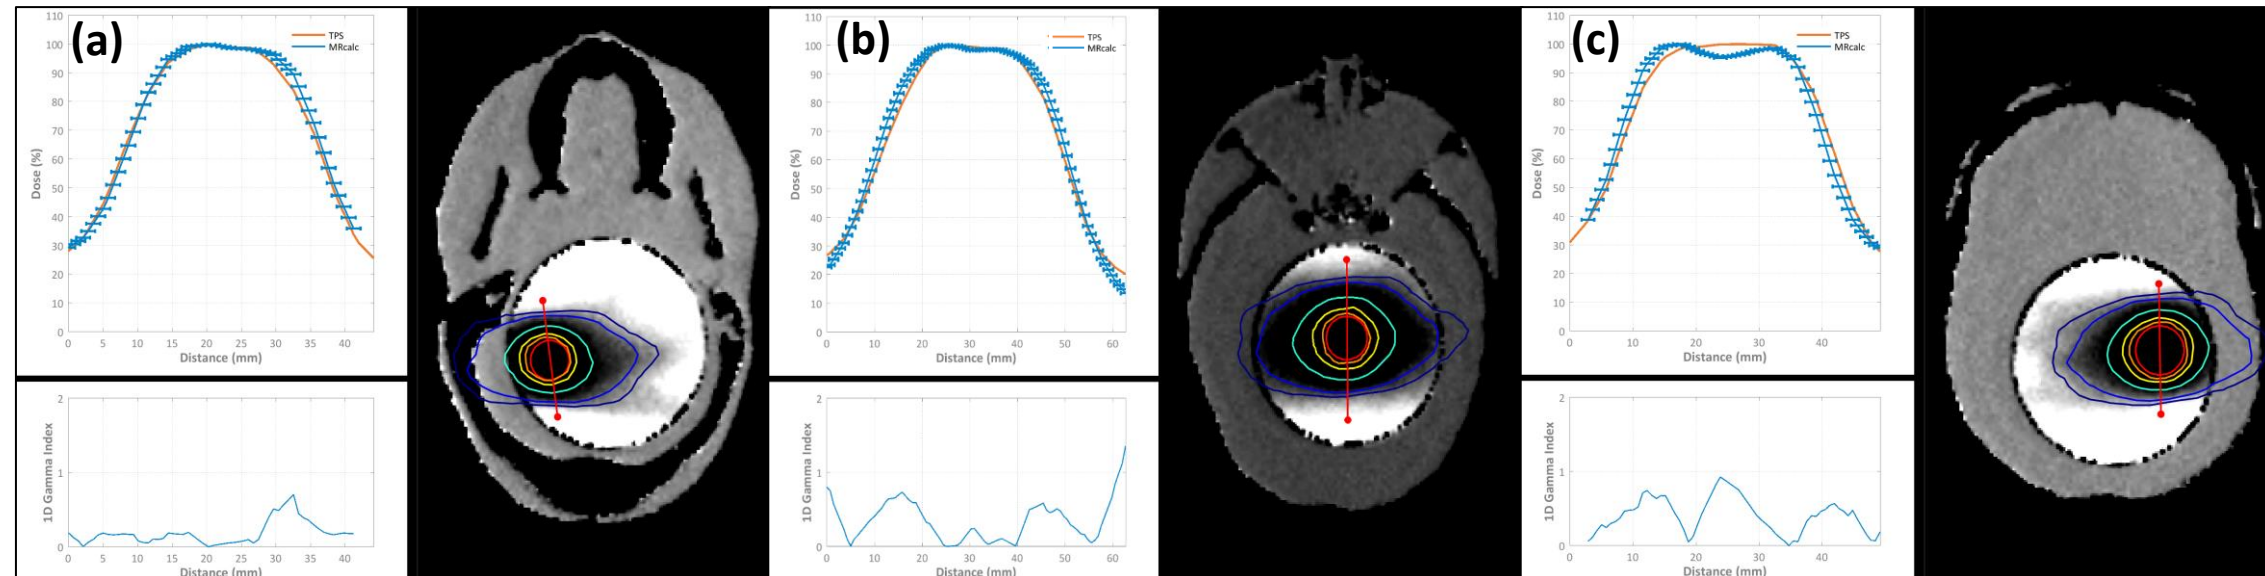 (a)
TPS
MRcalc
110
100
90
80
70
60
50
40
30
20
10
0
Dose (%)
0 5 10 15 20 25 30 35 40
Distance (mm)
2
1
0
1D Gamma Index
0 5 10 15 20 25 30 35 40
Distance (mm)
(b)
TPS
MRcalc
110
100
90
80
70
60
50
40
30
20
10
0
Dose (%)
0 10 20 30 40 50 60
Distance (mm)
2
1
0
1D Gamma Index
0 10 20 30 40 50 60
Distance (mm)
(c)
TPS
MRcalc
110
100
90
80
70
60
50
40
30
20
10
0
Dose (%)
0 10 20 30 40
Distance (mm)
2
1
0
1D Gamma Index
0 10 20 30 40
Distance (mm)